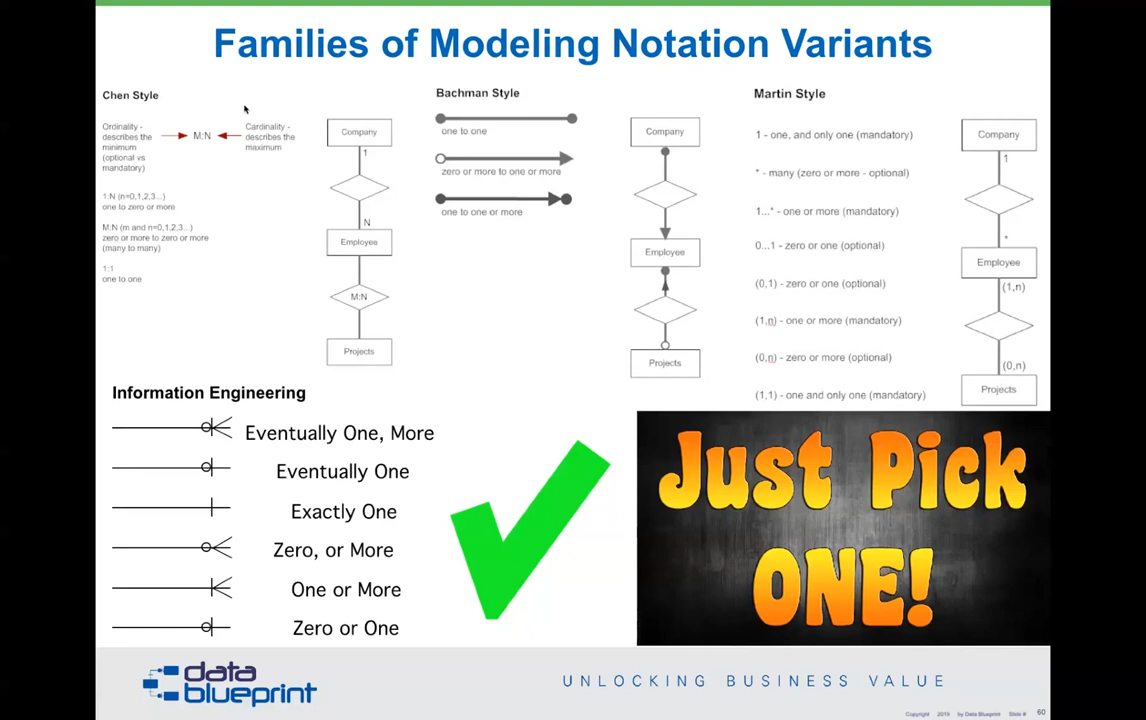 Families of Modeling Notation Variants
Chen Style
Ordinality -
describes the
minimum
(optional vs
mandatory)
M:N
Cardinality -
describes the
maximum
1:N (n=0,1,2,3...)
one to zero or more
M:N (m and n=0,1,2,3...)
zero or more to zero or more
(many to many)
1:1
one to one
Company
1
N
Employee
M:N
Projects
Bachman Style
one to one
zero or more to one or more
one to one or more
Company
Employee
Projects
Martin Style
1 - one, and only one (mandatory)
* - many (zero or more - optional)
1...* - one or more (mandatory)
0...1 - zero or one (optional)
(0,1) - zero or one (optional)
(1,n) - one or more (mandatory)
(0,n) - zero or more (optional)
(1,1) - one and only one (mandatory)
Company
1
*
Employee
(1,n)
(0,n)
Projects
Information Engineering
Eventually One, More
Eventually One
Exactly One
Zero, or More
One or More
Zero or One
Just Pick
ONE!
data
blueprint
UNLOCKING BUSINESS VALUE
Copyright 2019 by Data Blueprint Slide # 60